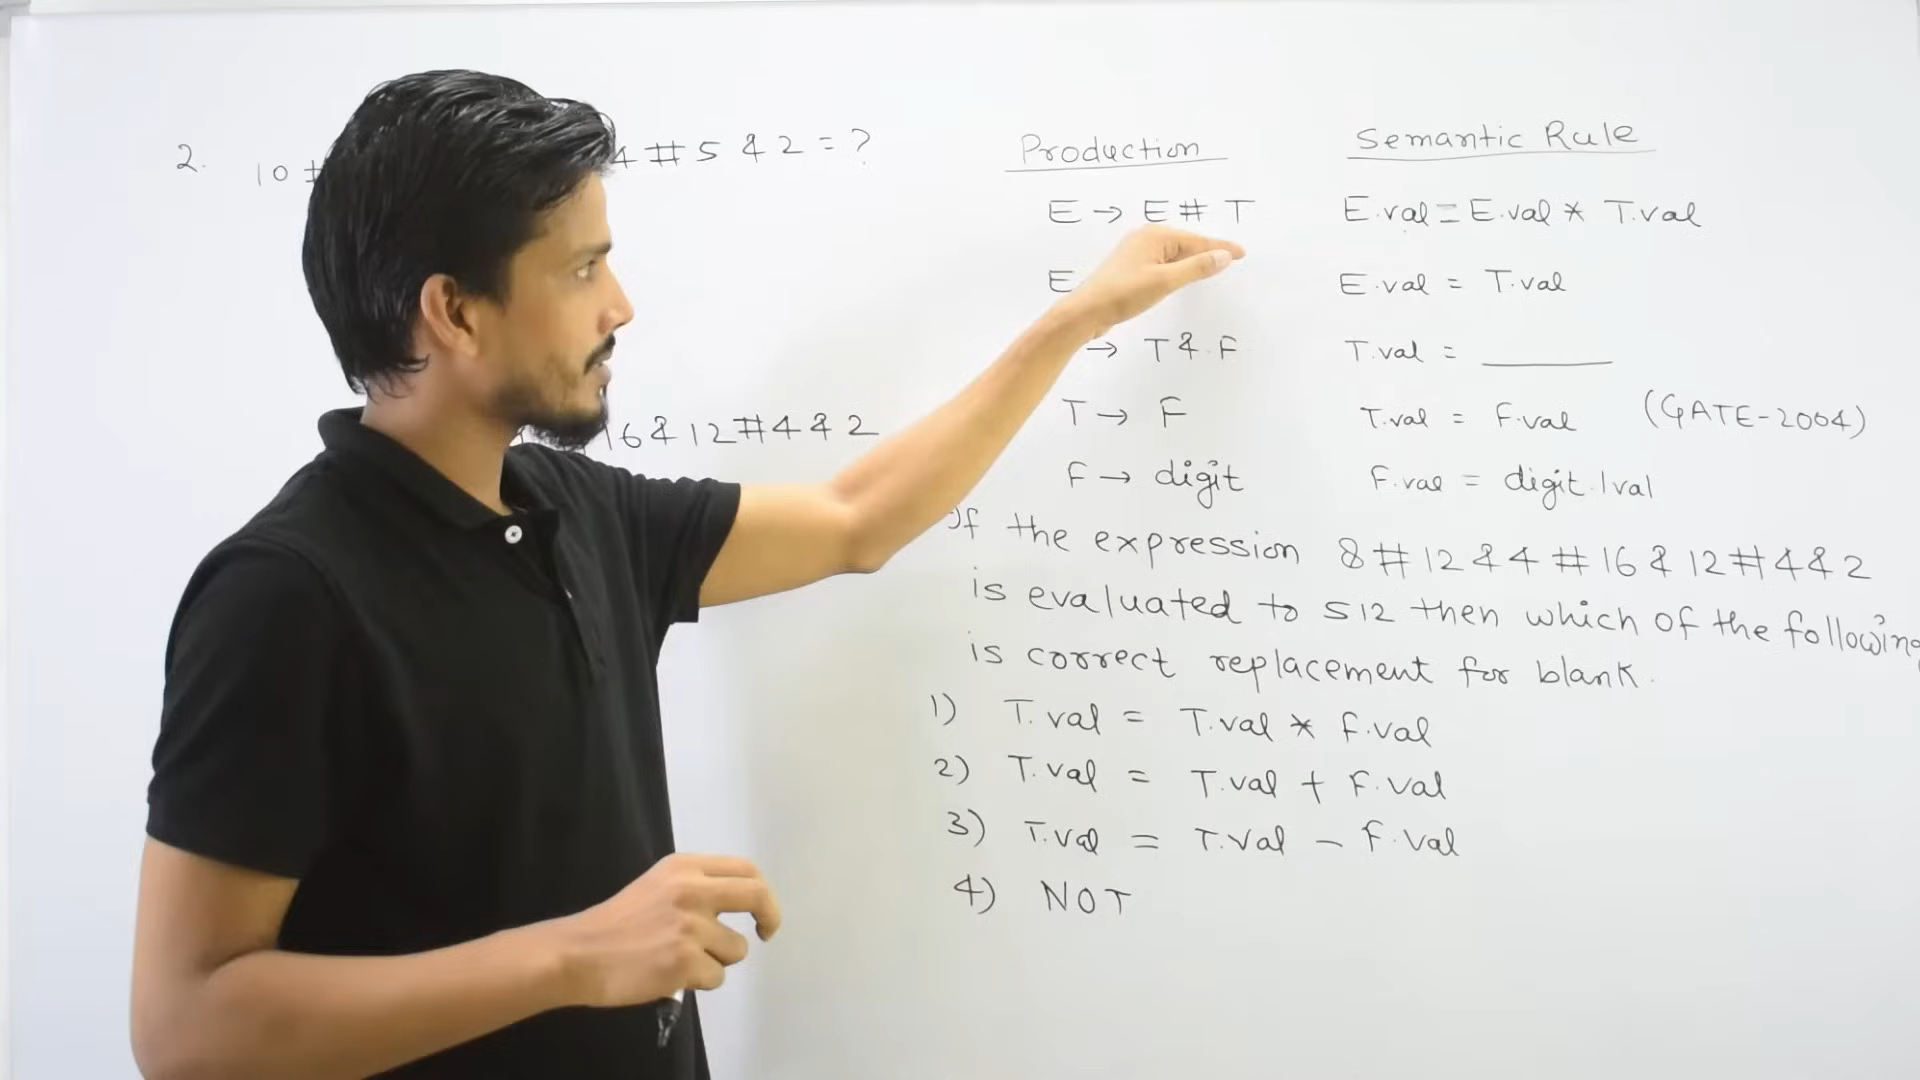 2. 10 # 4 # 5 & 2 = ?
16 & 12 # 4 & 2
Production Semantic Rule
E → E # T E.val = E.val * T.val
E E.val = T.val
→ T & F T.val = ______
T → F T.val = F.val (GATE-2004)
F → digit F.val = digit.lval
If the expression 8 # 12 & 4 # 16 & 12 # 4 & 2
is evaluated to 512 then which of the following
is correct replacement for blank.
1) T.val = T.val * F.val
2) T.val = T.val + F.val
3) T.val = T.val - F.val
4) NOT